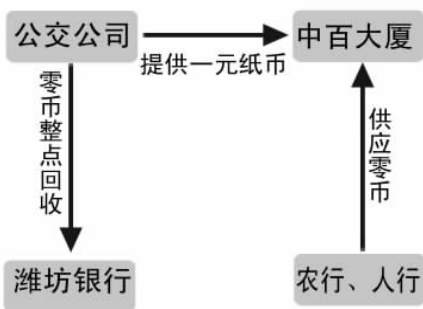 公交公司
中百大厦
提供一元纸币
零币整点回收
供应零币
潍坊银行
农行、人行